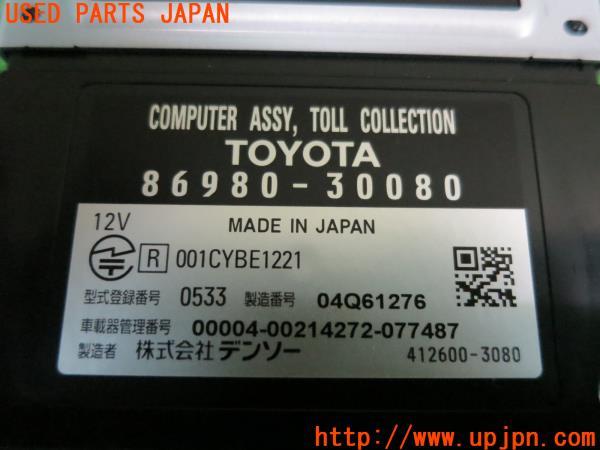 USED PARTS JAPAN
COMPUTER ASSY, TOLL COLLECTION
TOYOTA
86980-30080
12V
MADE IN JAPAN
R 001CYBE1221
型式登録番号 0533 製造番号 04Q61276
車載器管理番号 00004-00214272-077487
製造者 株式会社デンソー 412600-3080
http://www.upjpn.com